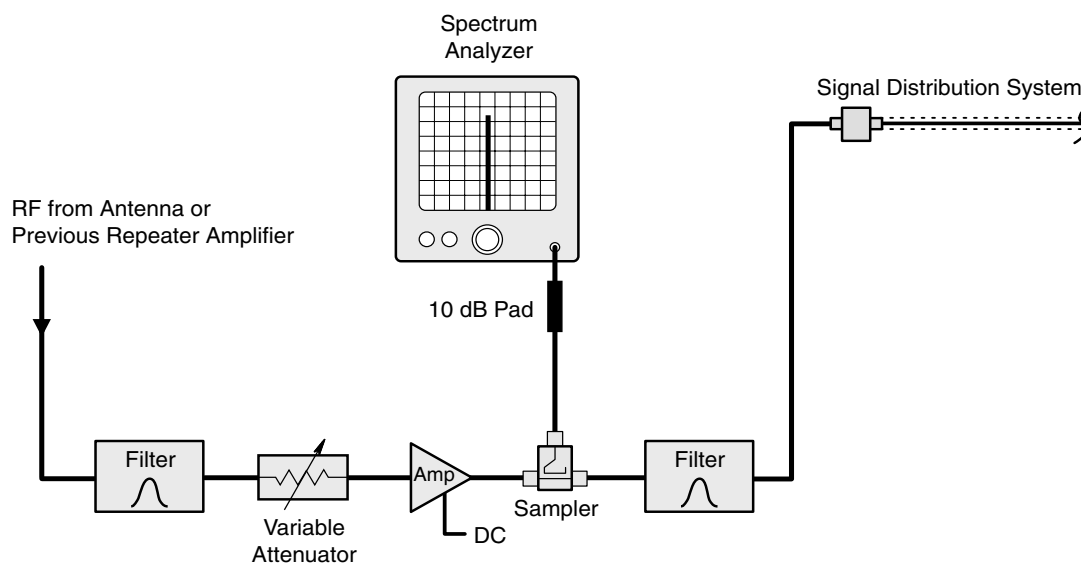 Spectrum
Analyzer
Signal Distribution System
RF from Antenna or
Previous Repeater Amplifier
10 dB Pad
Filter
Variable
Attenuator
Amp
DC
Sampler
Filter